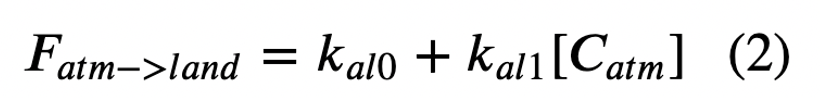 F_{atm->land} = k_{al0} + k_{al1}[C_{atm}] (2)